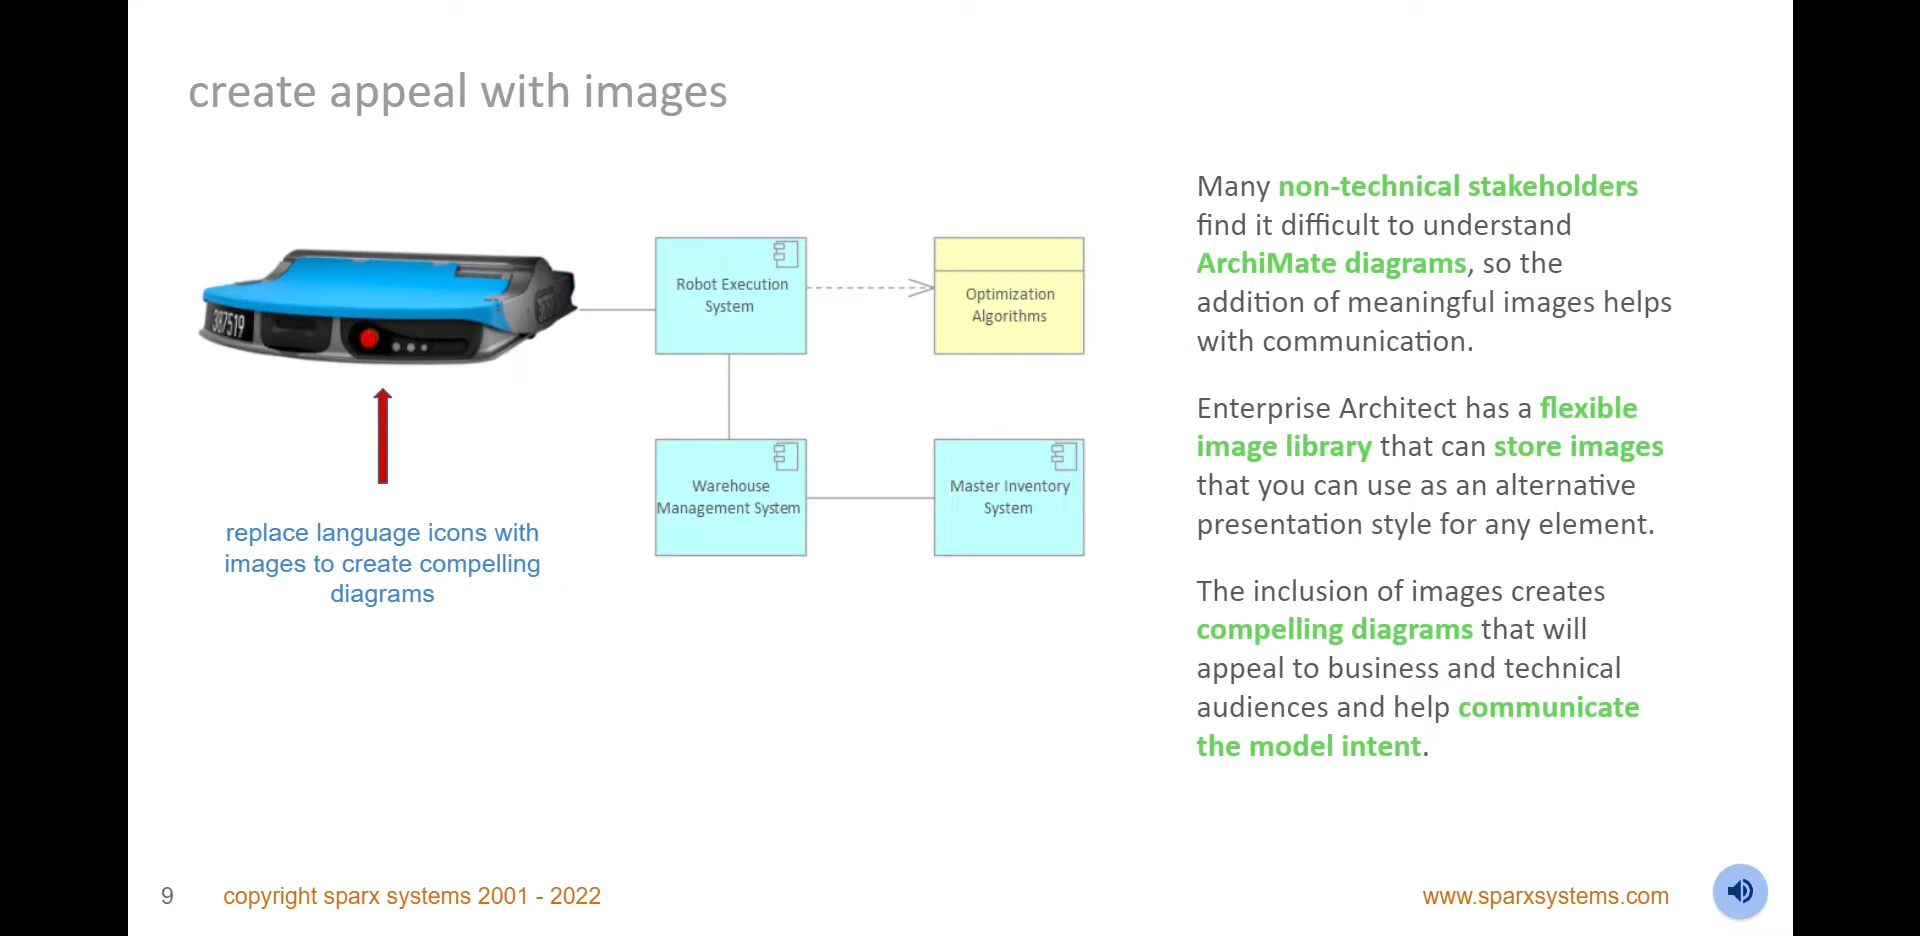 create appeal with images
387519
Robot Execution
System
Optimization
Algorithms
Warehouse
Management System
Master Inventory
System
replace language icons with
images to create compelling
diagrams
Many non-technical stakeholders
find it difficult to understand
ArchiMate diagrams, so the
addition of meaningful images helps
with communication.
Enterprise Architect has a flexible
image library that can store images
that you can use as an alternative
presentation style for any element.
The inclusion of images creates
compelling diagrams that will
appeal to business and technical
audiences and help communicate
the model intent.
9
copyright sparx systems 2001 - 2022
www.sparxsystems.com